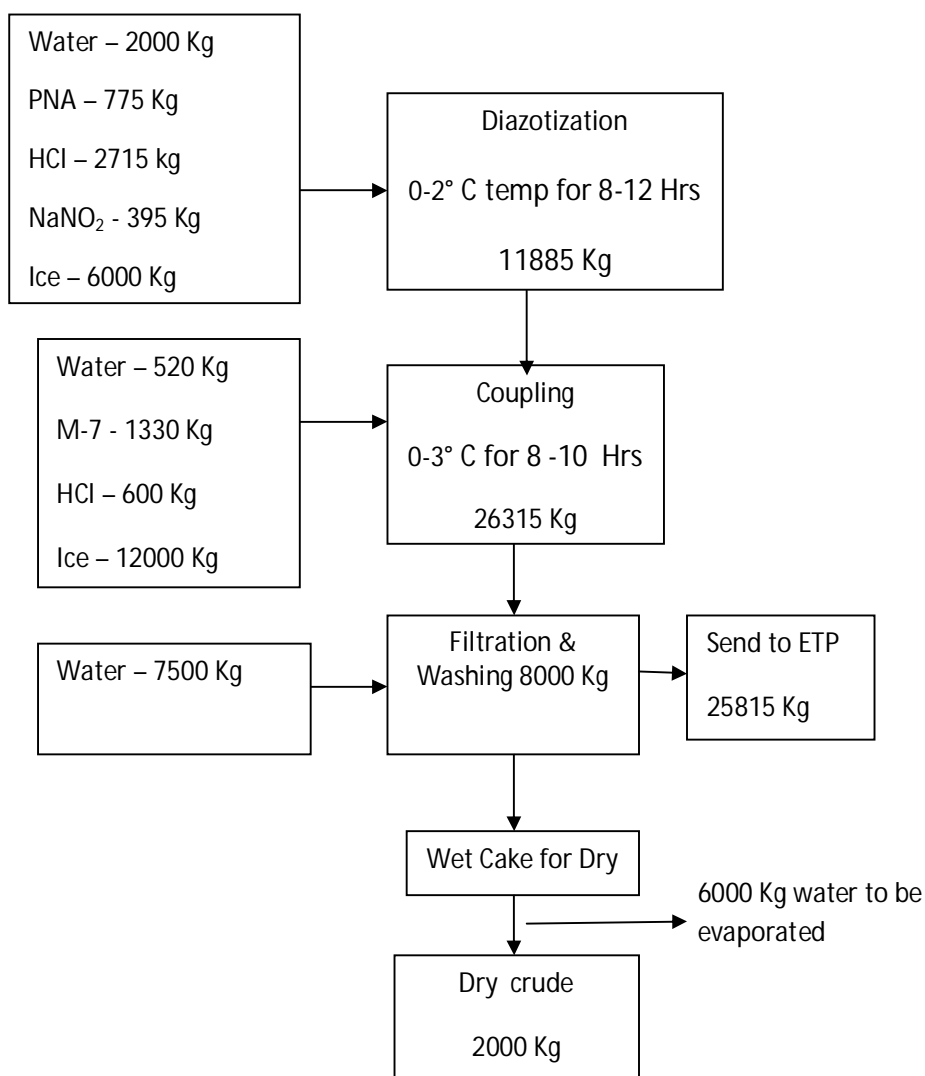 Water – 2000 Kg
PNA – 775 Kg
HCl – 2715 kg
NaNO₂ - 395 Kg
Ice – 6000 Kg
Diazotization
0-2° C temp for 8-12 Hrs
11885 Kg
Water – 520 Kg
M-7 - 1330 Kg
HCl – 600 Kg
Ice – 12000 Kg
Coupling
0-3° C for 8 -10 Hrs
26315 Kg
Water – 7500 Kg
Filtration &
Washing 8000 Kg
Send to ETP
25815 Kg
Wet Cake for Dry
6000 Kg water to be
evaporated
Dry crude
2000 Kg